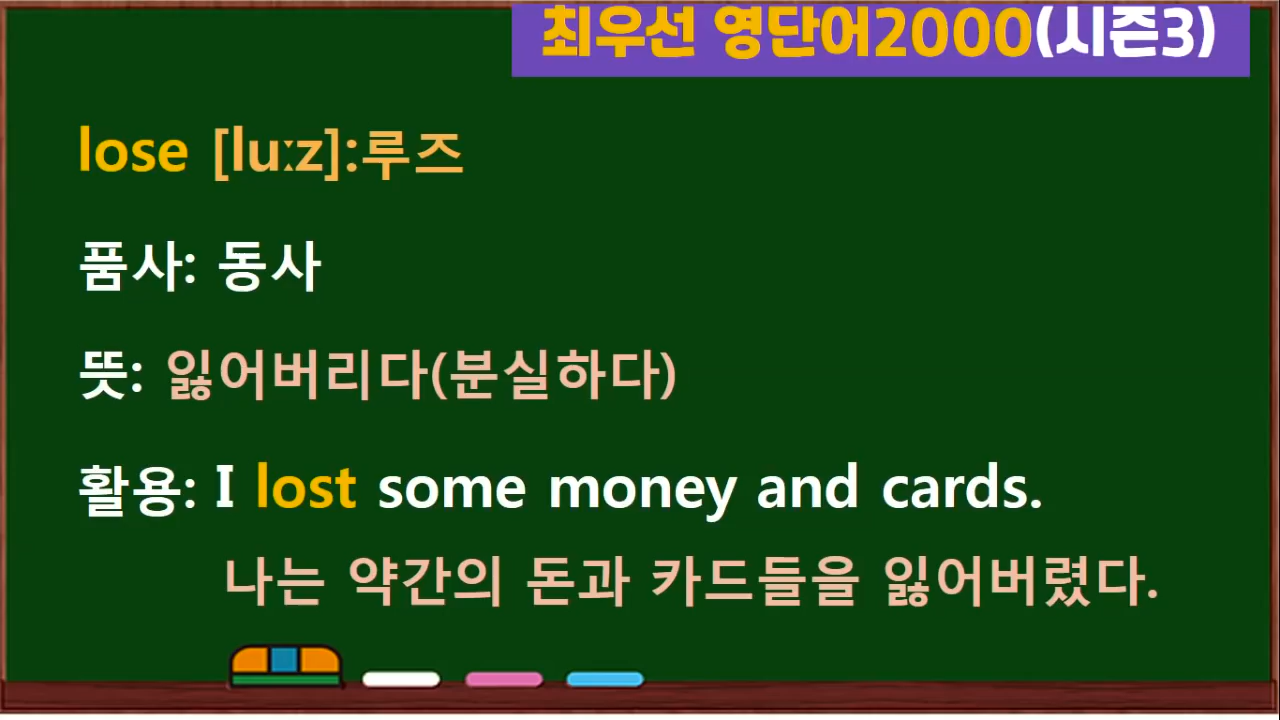 최우선 영단어2000(시즌3)
lose [luːz]:루즈
품사: 동사
뜻: 잃어버리다(분실하다)
활용: I lost some money and cards.
나는 약간의 돈과 카드들을 잃어버렸다.